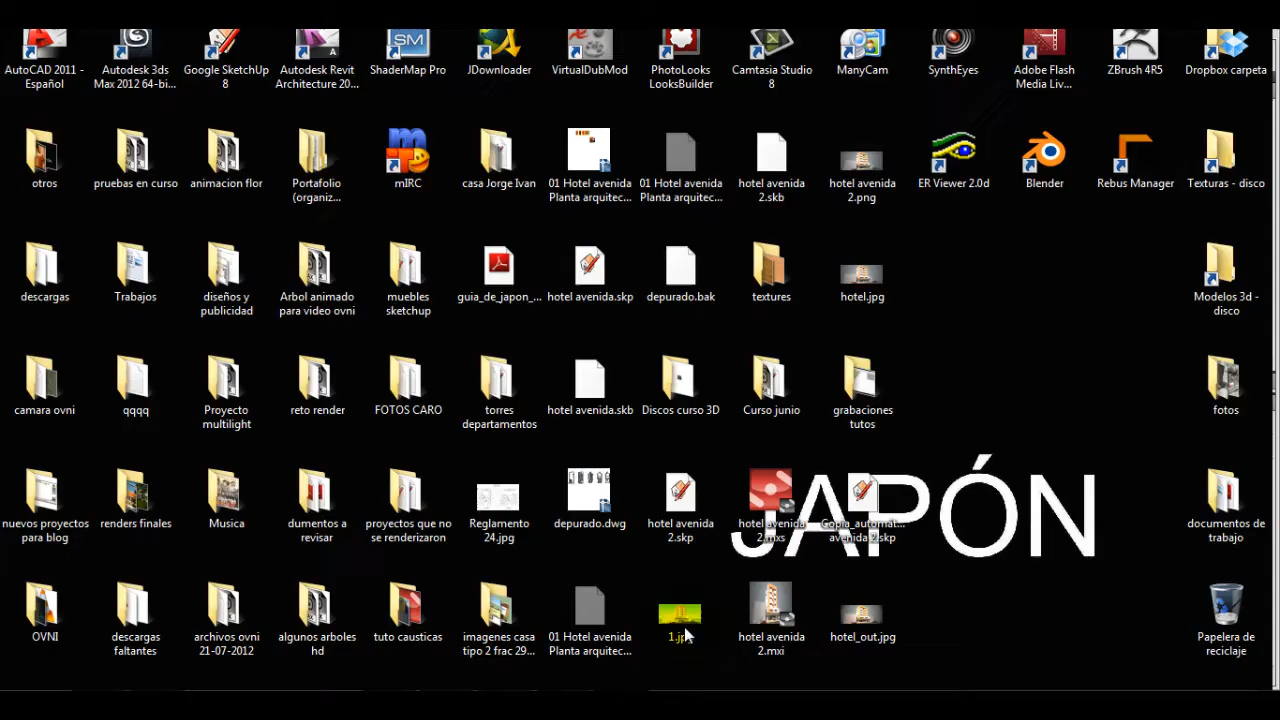 AutoCAD 2011 -
Español
Autodesk 3ds
Max 2012 64-bi...
Google SketchUp
8
Autodesk Revit
Architecture 20...
ShaderMap Pro
JDownloader
VirtualDubMod
PhotoLooks
LooksBuilder
Camtasia Studio
8
ManyCam
SynthEyes
Adobe Flash
Media Liv...
ZBrush 4R5
Dropbox carpeta
otros
pruebas en curso
animacion flor
Portafolio
(organiz...
mIRC
casa Jorge Ivan
01 Hotel avenida
Planta arquitec...
01 Hotel avenida
Planta arquitec...
hotel avenida
2.skb
hotel avenida
2.png
ER Viewer 2.0d
Blender
Rebus Manager
Texturas - disco
descargas
Trabajos
diseños y
publicidad
Arbol animado
para video ovni
muebles
sketchup
guia_de_japon_...
hotel avenida.skp
depurado.bak
textures
hotel.jpg
Modelos 3d -
disco
camara ovni
qqqq
Proyecto
multilight
reto render
FOTOS CARO
torres
departamentos
hotel avenida.skb
Discos curso 3D
Curso junio
grabaciones
tutos
fotos
nuevos proyectos
para blog
renders finales
Musica
dumentos a
revisar
proyectos que no
se renderizaron
Reglamento
24.jpg
depurado.dwg
hotel avenida
2.skp
hotel avenida
2.mxs
Copia_automat...
avenida 2.skp
JAPÓN
documentos de
trabajo
OVNI
descargas
faltantes
archivos ovni
21-07-2012
algunos arboles
hd
tuto causticas
imagenes casa
tipo 2 frac 29...
01 Hotel avenida
Planta arquitec...
hotel avenida
2.mxi
hotel_out.jpg
Papelera de
reciclaje